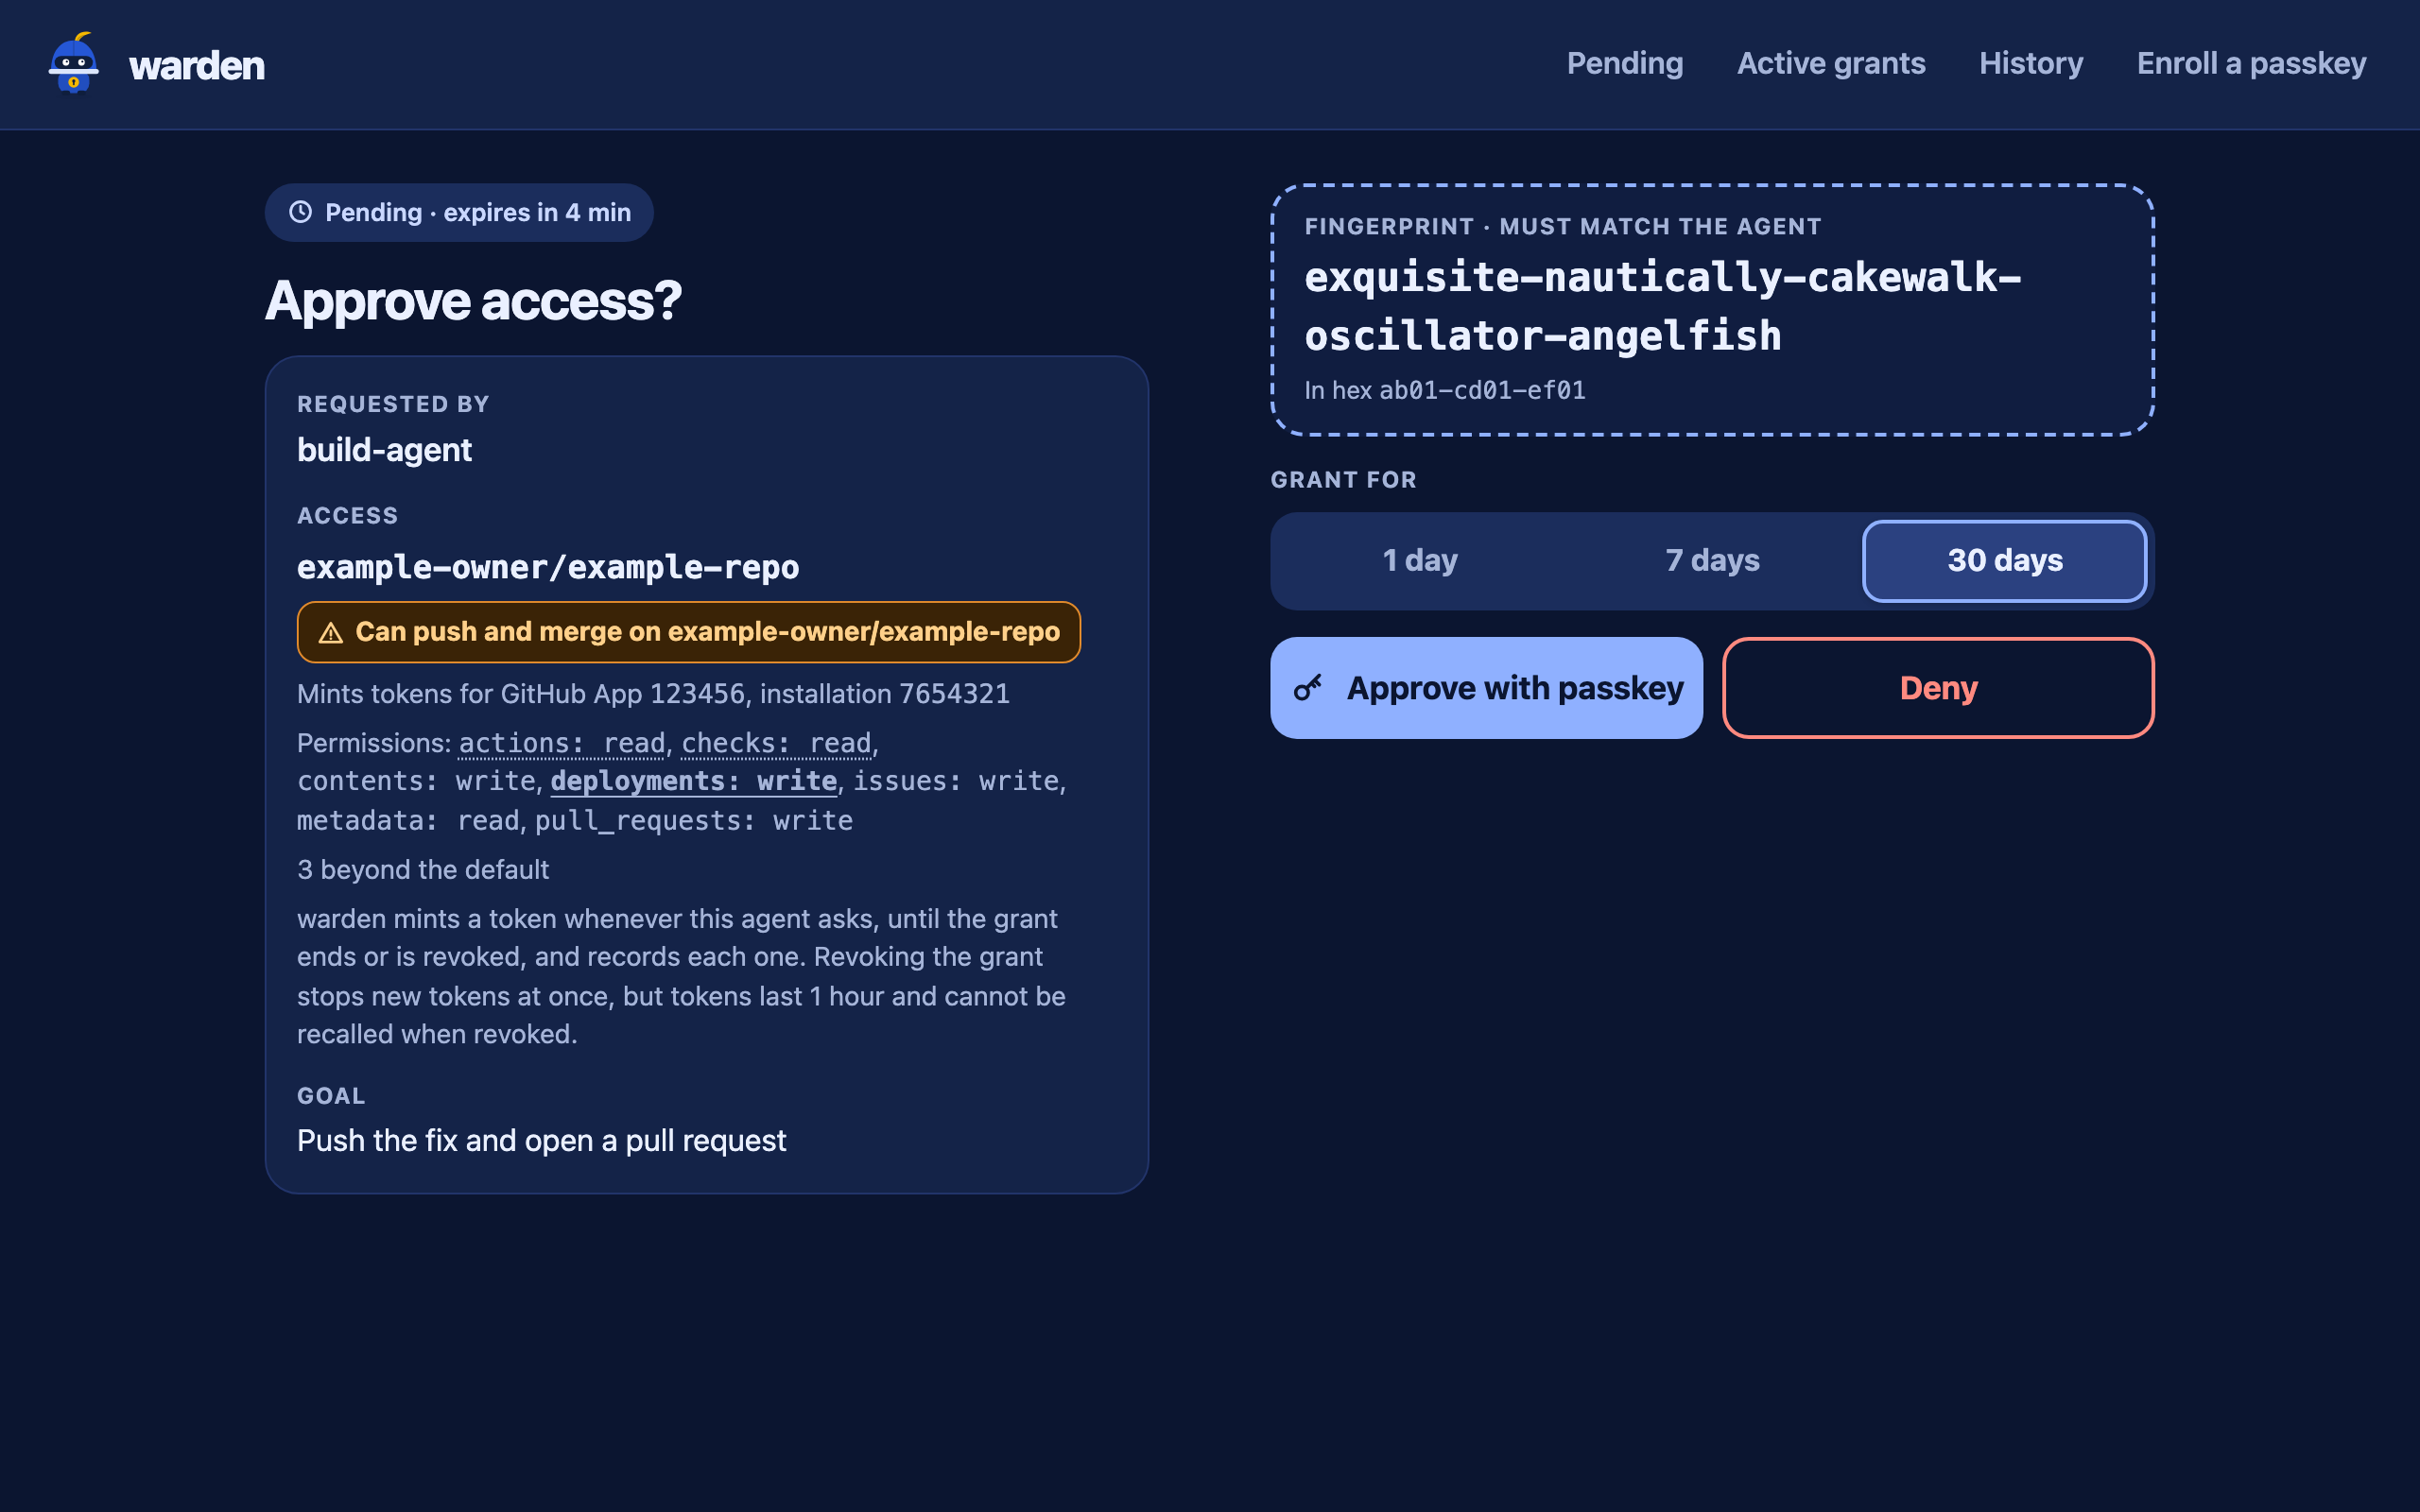 warden
Pending
Active grants
History
Enroll a passkey
Pending · expires in 4 min
Approve access?
REQUESTED BY
build-agent
ACCESS
example-owner/example-repo
Can push and merge on example-owner/example-repo
Mints tokens for GitHub App 123456, installation 7654321
Permissions: actions: read, checks: read,
contents: write, deployments: write, issues: write,
metadata: read, pull_requests: write
3 beyond the default
warden mints a token whenever this agent asks, until the grant
ends or is revoked, and records each one. Revoking the grant
stops new tokens at once, but tokens last 1 hour and cannot be
recalled when revoked.
GOAL
Push the fix and open a pull request
FINGERPRINT · MUST MATCH THE AGENT
exquisite-nautically-cakewalk-
oscillator-angelfish
In hex ab01-cd01-ef01
GRANT FOR
1 day
7 days
30 days
Approve with passkey
Deny